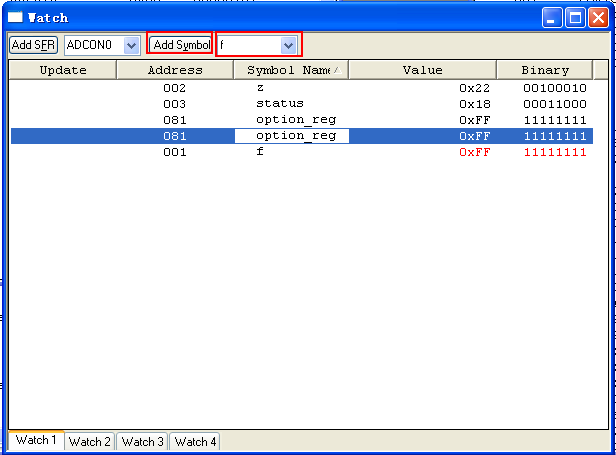 Watch
Add SFR ADCON0 Add Symbol f
Update Address Symbol Name Value Binary
002 z 0x22 00100010
003 status 0x18 00011000
081 option_reg 0xFF 11111111
081 option_reg 0xFF 11111111
001 f 0xFF 11111111
Watch 1 Watch 2 Watch 3 Watch 4